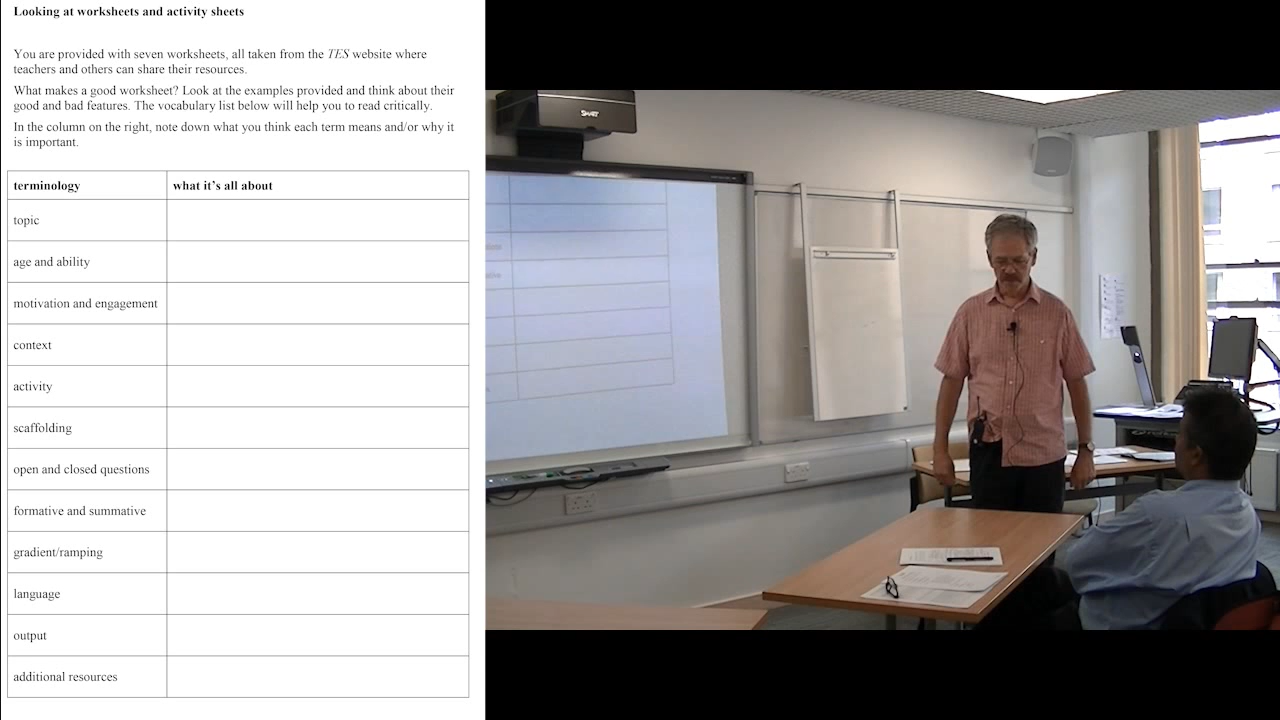 Looking at worksheets and activity sheets
You are provided with seven worksheets, all taken from the TES website where
teachers and others can share their resources.
What makes a good worksheet? Look at the examples provided and think about their
good and bad features. The vocabulary list below will help you to read critically.
In the column on the right, note down what you think each term means and/or why it
is important.
terminology what it’s all about
topic
age and ability
motivation and engagement
context
activity
scaffolding
open and closed questions
formative and summative
gradient/ramping
language
output
additional resources
SMART